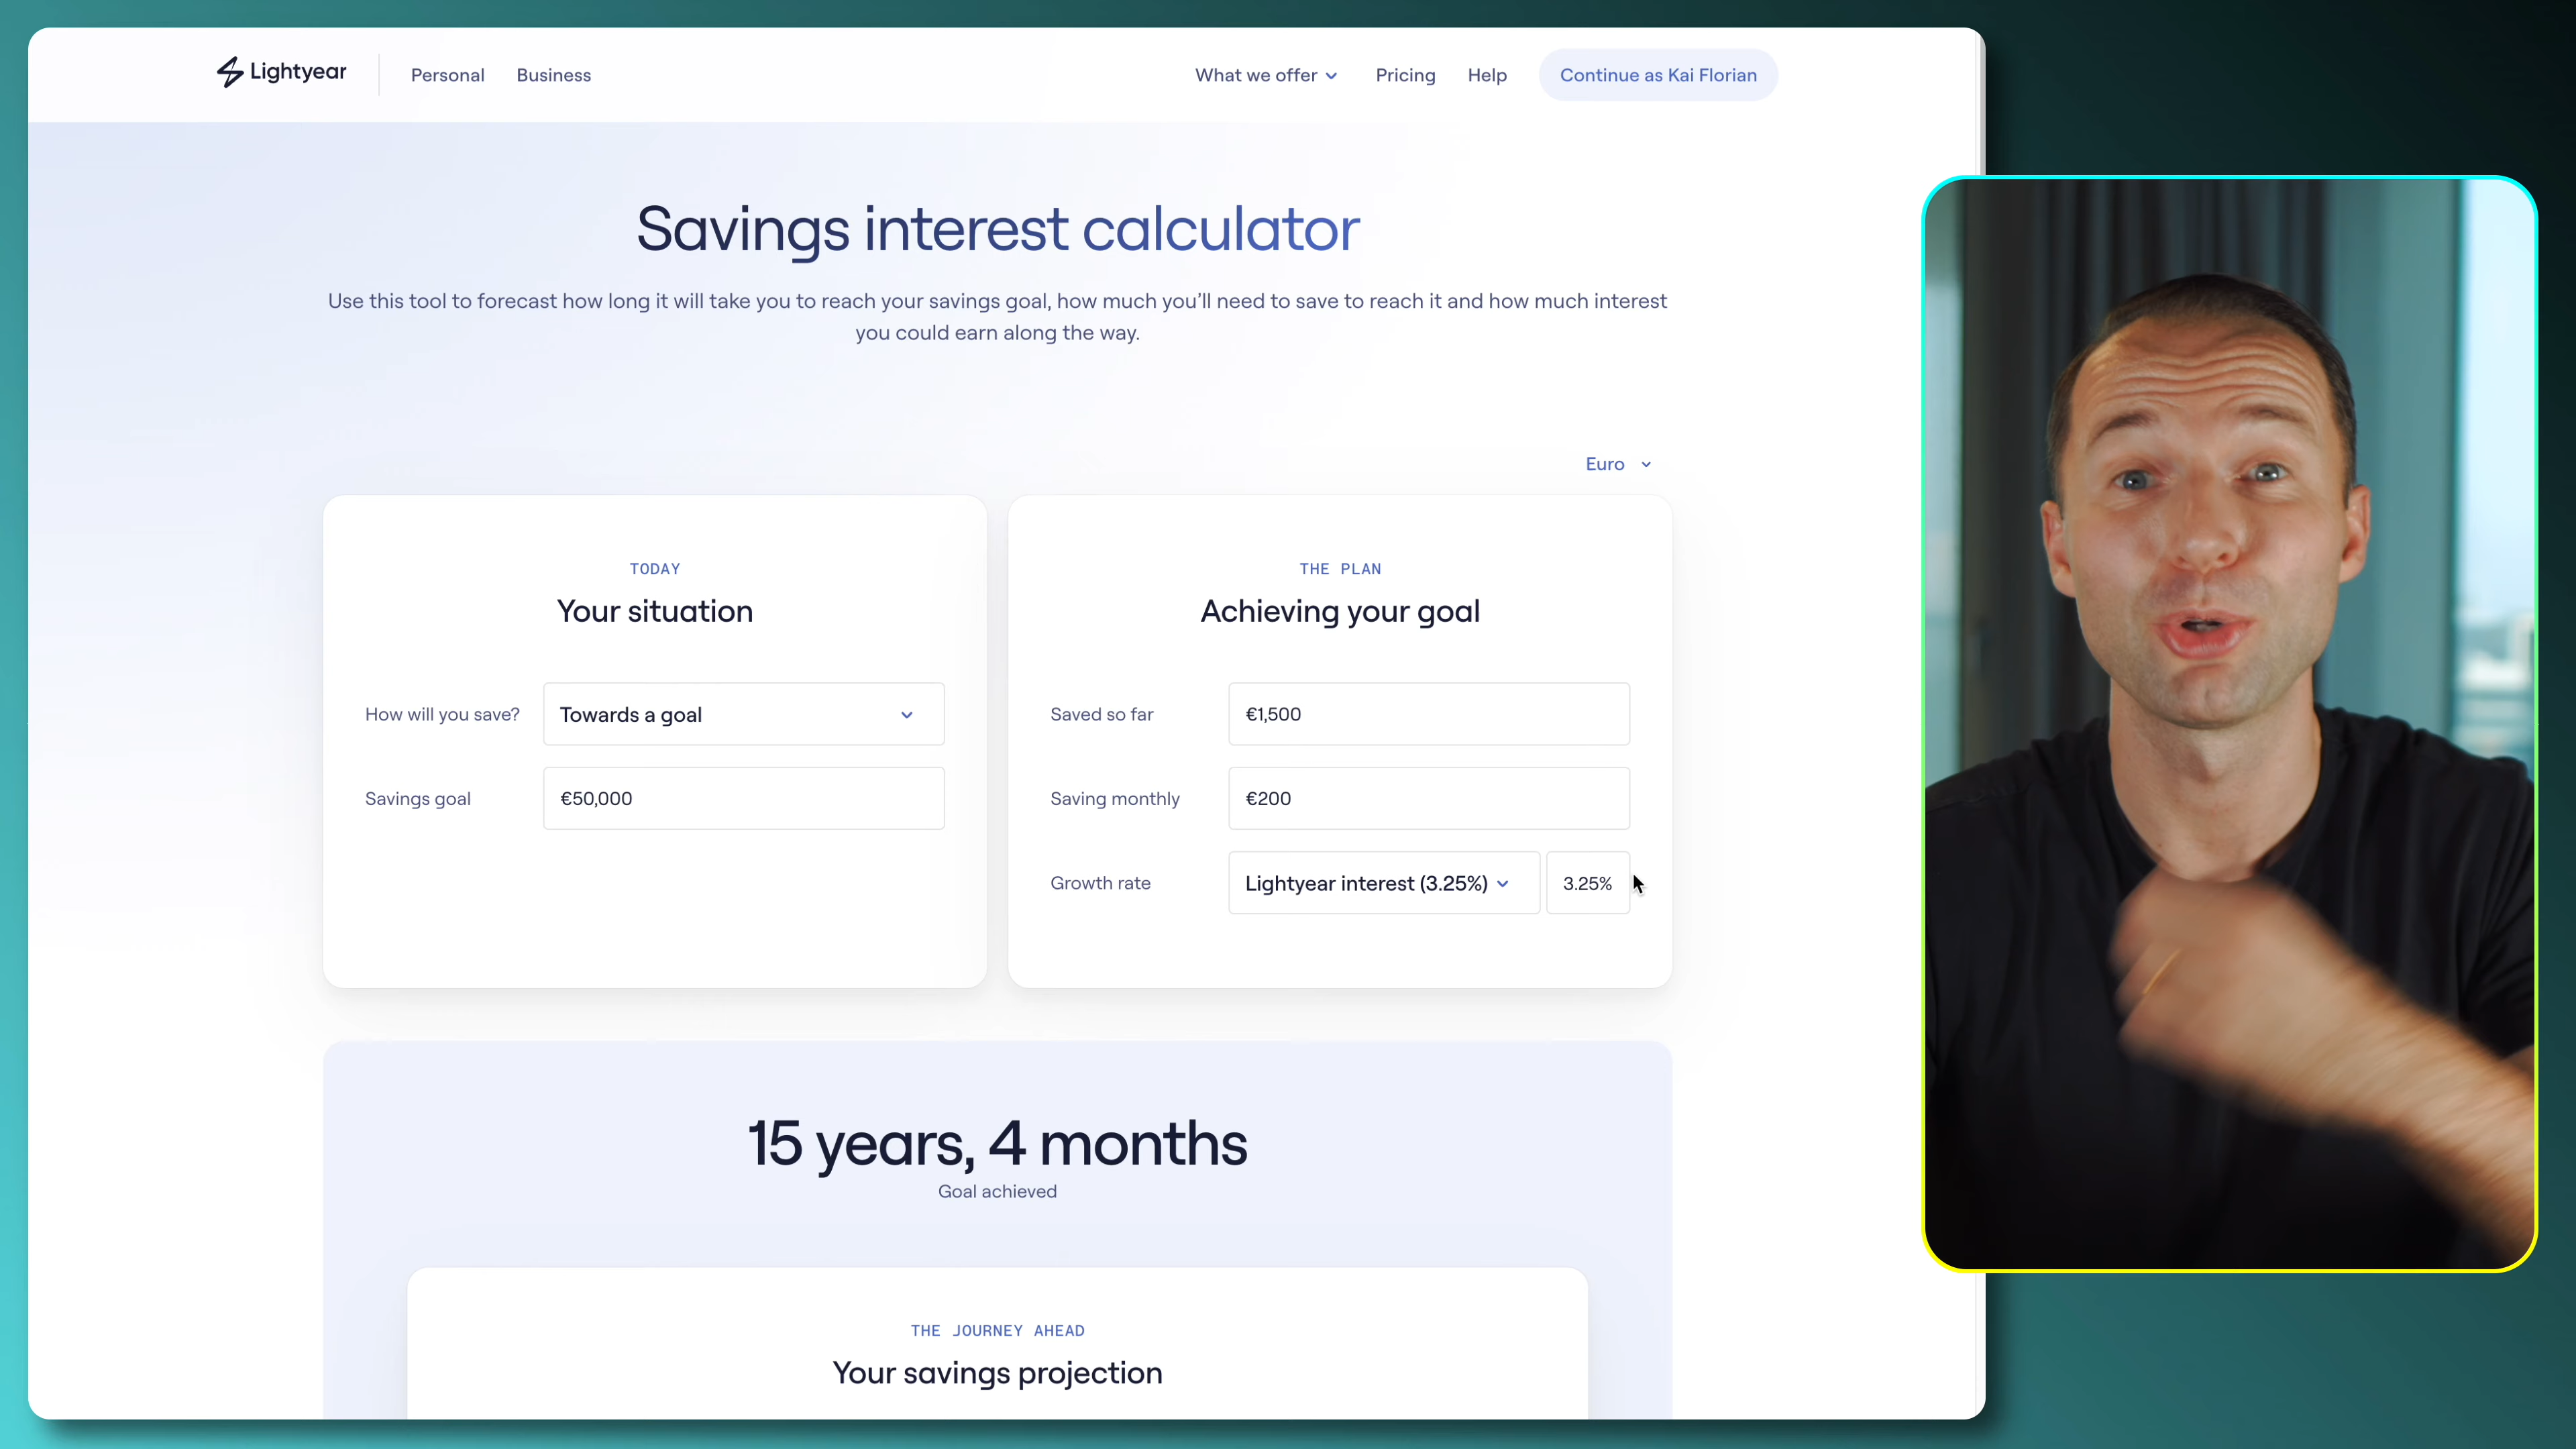 Lightyear
Personal
Business
What we offer
Pricing
Help
Continue as Kai Florian
Savings interest calculator
Use this tool to forecast how long it will take you to reach your savings goal, how much you’ll need to save to reach it and how much interest
you could earn along the way.
Euro
TODAY
Your situation
How will you save?
Towards a goal
Savings goal
€50,000
THE PLAN
Achieving your goal
Saved so far
€1,500
Saving monthly
€200
Growth rate
Lightyear interest (3.25%)
3.25%
15 years, 4 months
Goal achieved
THE JOURNEY AHEAD
Your savings projection